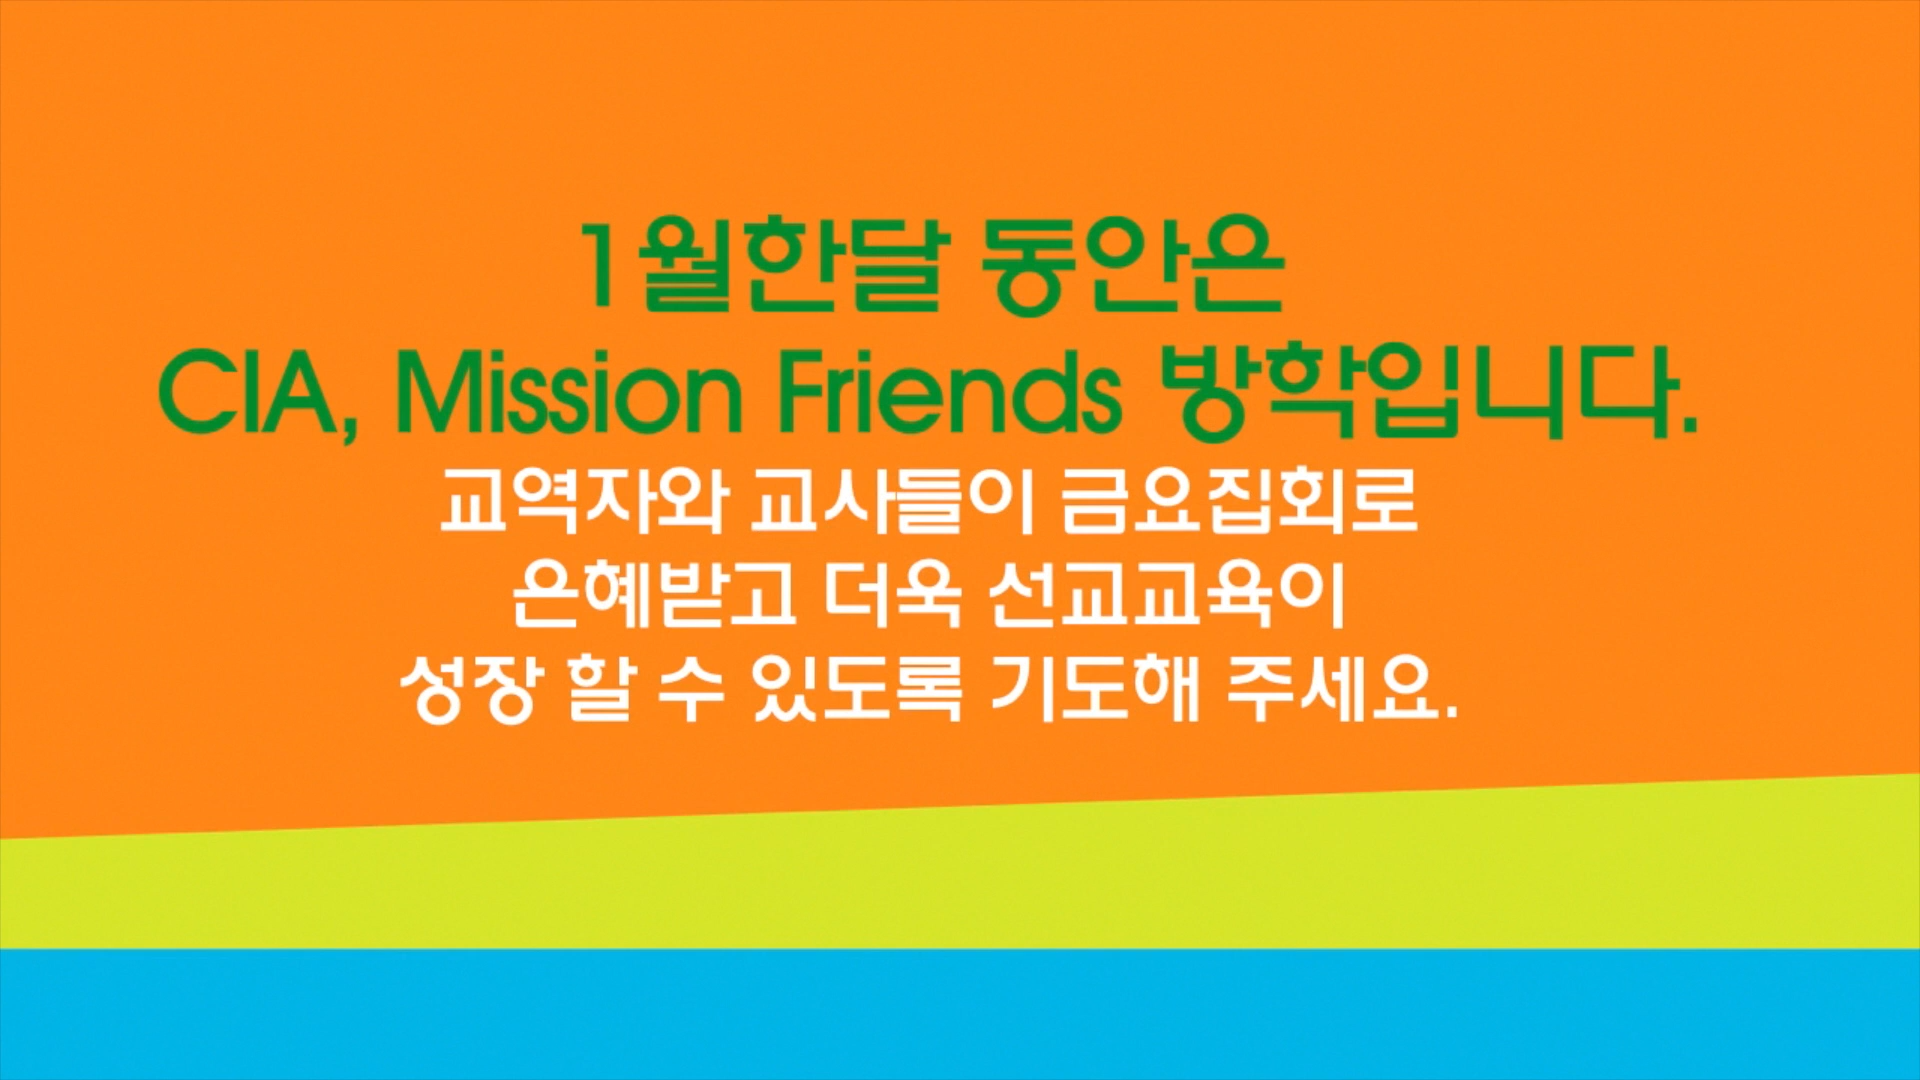 1월한달 동안은
CIA, Mission Friends 방학입니다.
교역자와 교사들이 금요집회로
은혜받고 더욱 선교교육이
성장 할 수 있도록 기도해 주세요.